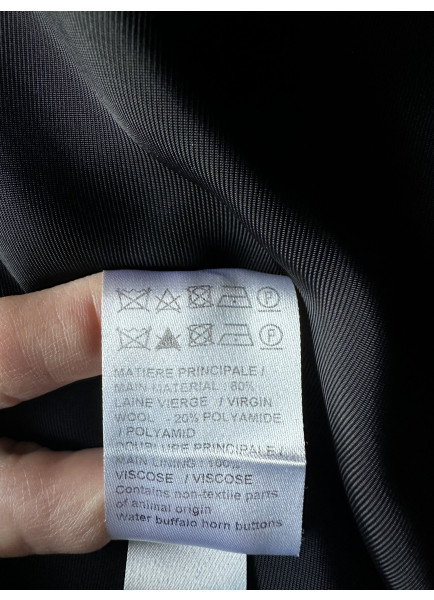 MATIERE PRINCIPALE /
MAIN MATERIAL : 80%
LAINE VIERGE / VIRGIN
WOOL - 20% POLYAMIDE
/ POLYAMID
DOUBLURE PRINCIPALE /
MAIN LINING : 100%
VISCOSE / VISCOSE
Contains non-textile parts
of animal origin
Water buffalo horn buttons